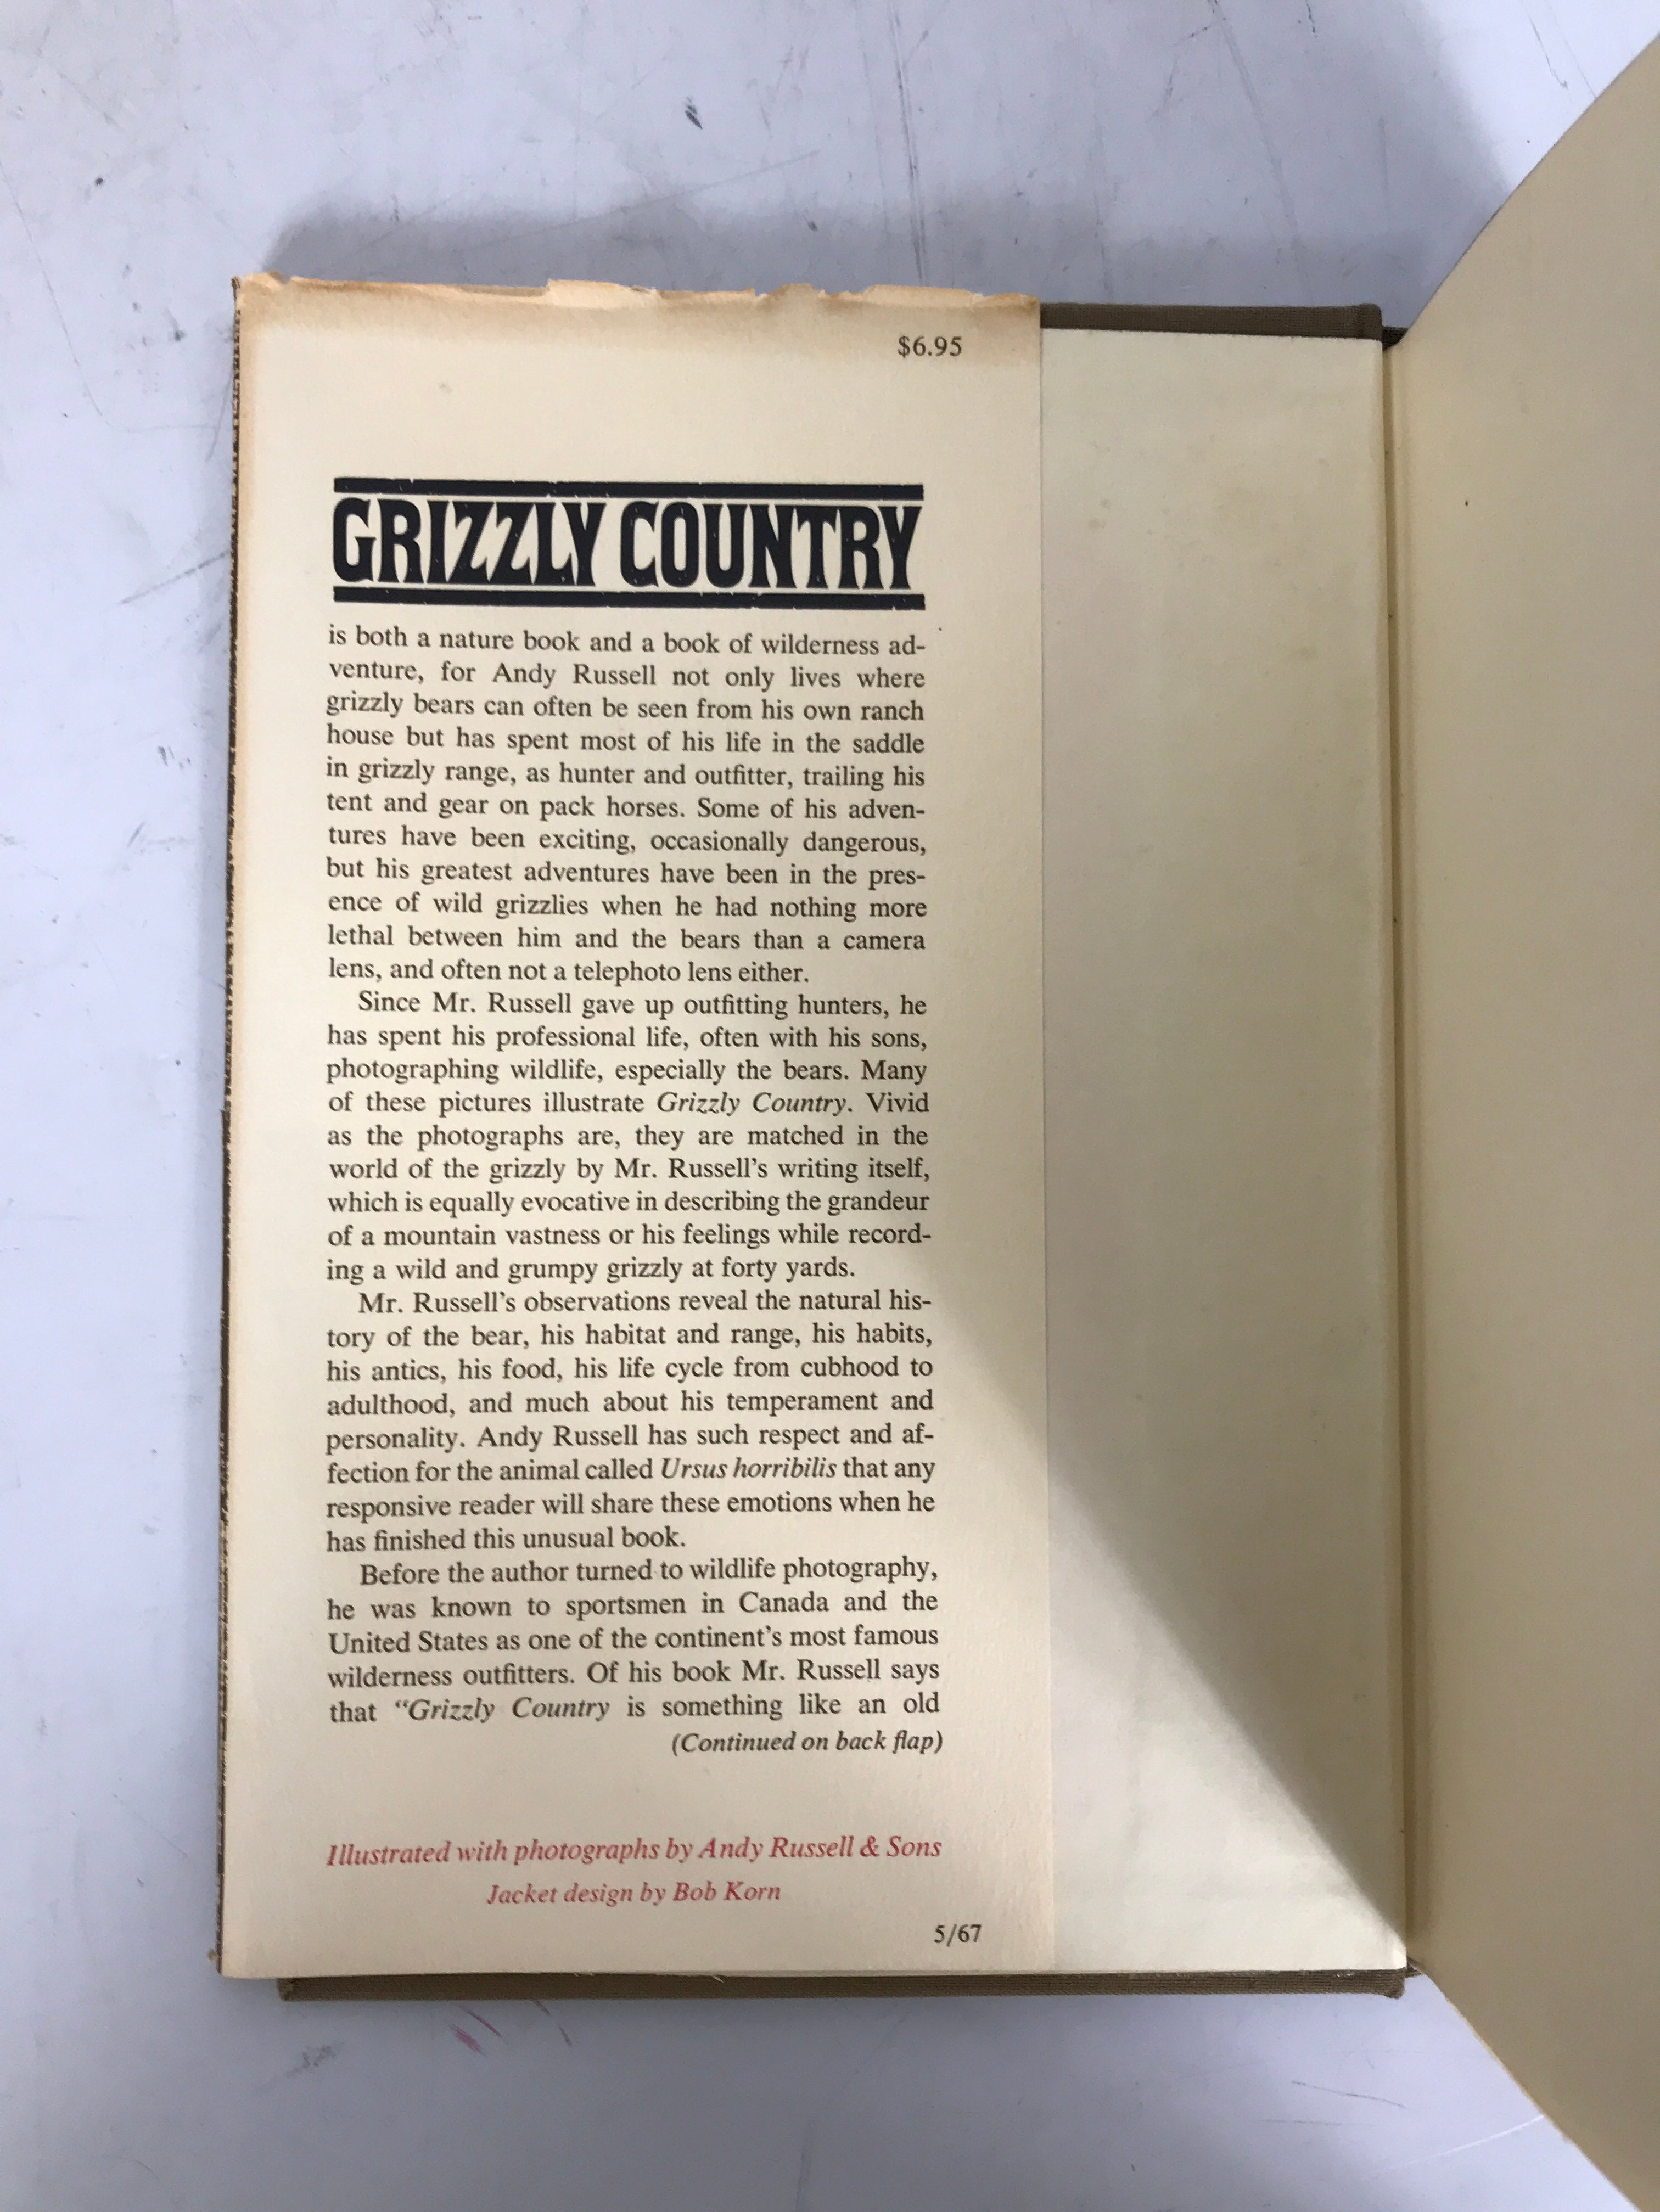 $6.95
GRIZZLY COUNTRY
is both a nature book and a book of wilderness ad-
venture, for Andy Russell not only lives where
grizzly bears can often be seen from his own ranch
house but has spent most of his life in the saddle
in grizzly range, as hunter and outfitter, trailing his
tent and gear on pack horses. Some of his adven-
tures have been exciting, occasionally dangerous,
but his greatest adventures have been in the pres-
ence of wild grizzlies when he had nothing more
lethal between him and the bears than a camera
lens, and often not a telephoto lens either.
Since Mr. Russell gave up outfitting hunters, he
has spent his professional life, often with his sons,
photographing wildlife, especially the bears. Many
of these pictures illustrate Grizzly Country. Vivid
as the photographs are, they are matched in the
world of the grizzly by Mr. Russell's writing itself,
which is equally evocative in describing the grandeur
of a mountain vastness or his feelings while record-
ing a wild and grumpy grizzly at forty yards.
Mr. Russell's observations reveal the natural his-
tory of the bear, his habitat and range, his habits,
his antics, his food, his life cycle from cubhood to
adulthood, and much about his temperament and
personality. Andy Russell has such respect and af-
fection for the animal called Ursus horribilis that any
responsive reader will share these emotions when he
has finished this unusual book.
Before the author turned to wildlife photography,
he was known to sportsmen in Canada and the
United States as one of the continent's most famous
wilderness outfitters. Of his book Mr. Russell says
that "Grizzly Country is something like an old
(Continued on back flap)
Illustrated with photographs by Andy Russell & Sons
Jacket design by Bob Korn
5/67